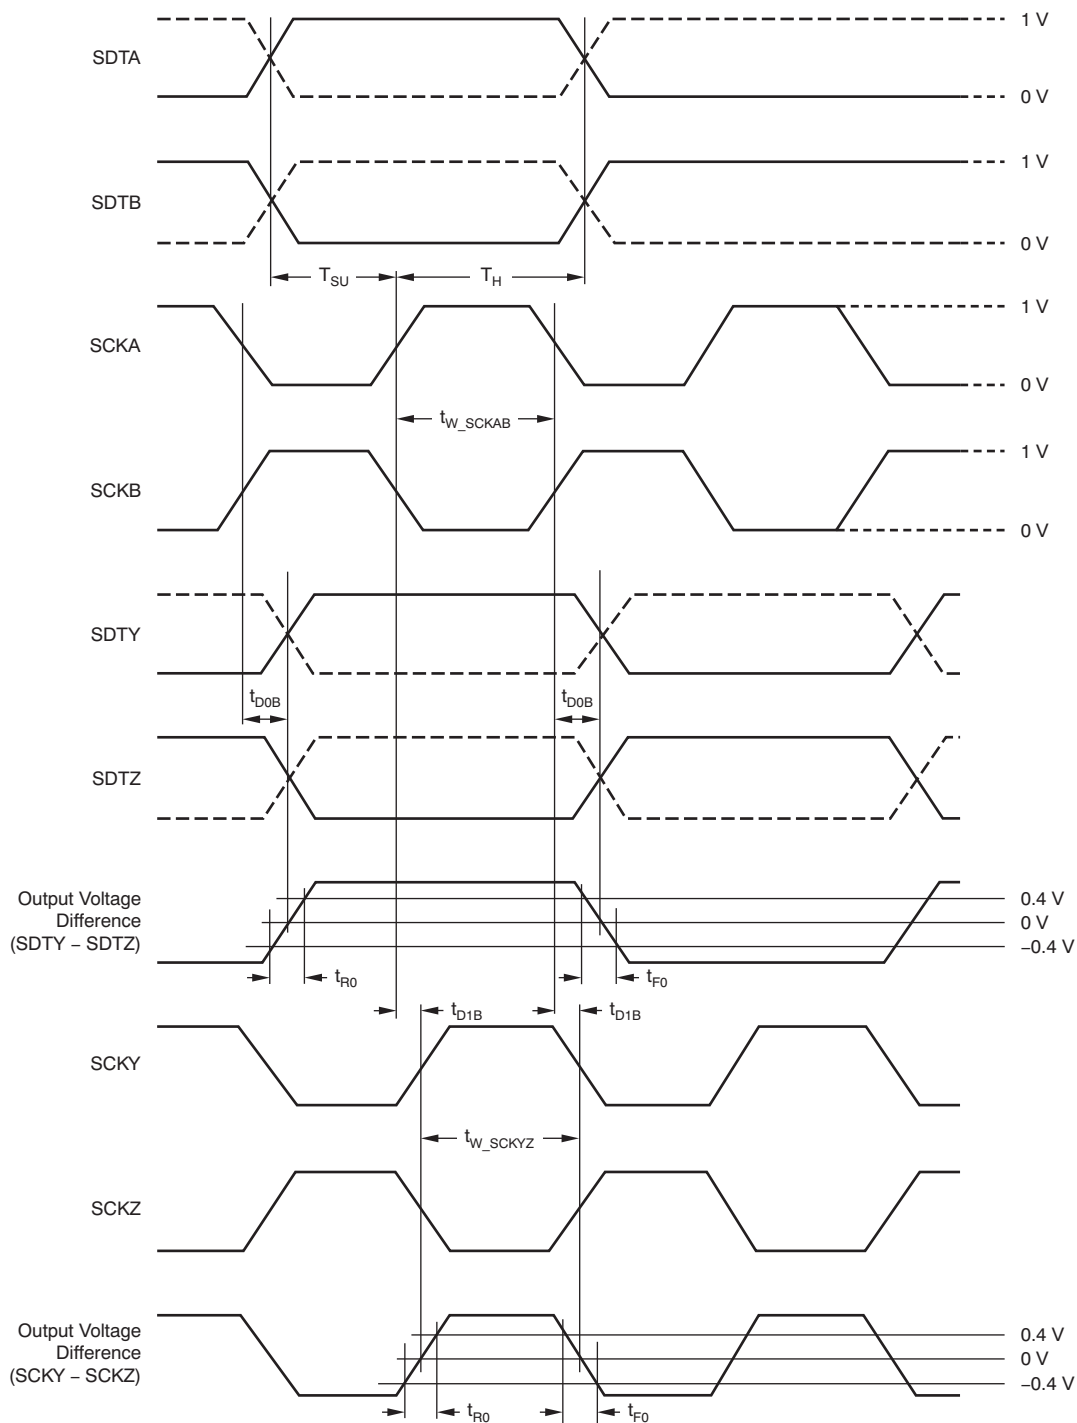 1 V
SDTA
0 V
1 V
SDTB
0 V
TSU
TH
1 V
SCKA
0 V
tW_SCKAB
1 V
SCKB
0 V
SDTY
tD0B
tD0B
SDTZ
Output Voltage
Difference
(SDTY – SDTZ)
0.4 V
0 V
–0.4 V
tR0
tF0
tD1B
tD1B
SCKY
tW_SCKYZ
SCKZ
Output Voltage
Difference
(SCKY – SCKZ)
0.4 V
0 V
–0.4 V
tR0
tF0